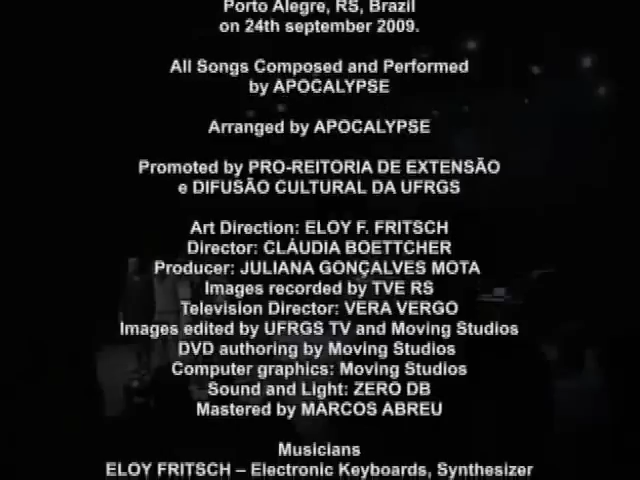 Porto Alegre, RS, Brazil
on 24th september 2009.
All Songs Composed and Performed
by APOCALYPSE
Arranged by APOCALYPSE
Promoted by PRO-REITORIA DE EXTENSÃO
e DIFUSÃO CULTURAL DA UFRGS
Art Direction: ELOY F. FRITSCH
Director: CLÁUDIA BOETTCHER
Producer: JULIANA GONÇALVES MOTA
Images recorded by TVE RS
Television Director: VERA VERGO
Images edited by UFRGS TV and Moving Studios
DVD authoring by Moving Studios
Computer graphics: Moving Studios
Sound and Light: ZERO DB
Mastered by MARCOS ABREU
Musicians
ELOY FRITSCH – Electronic Keyboards, Synthesizer